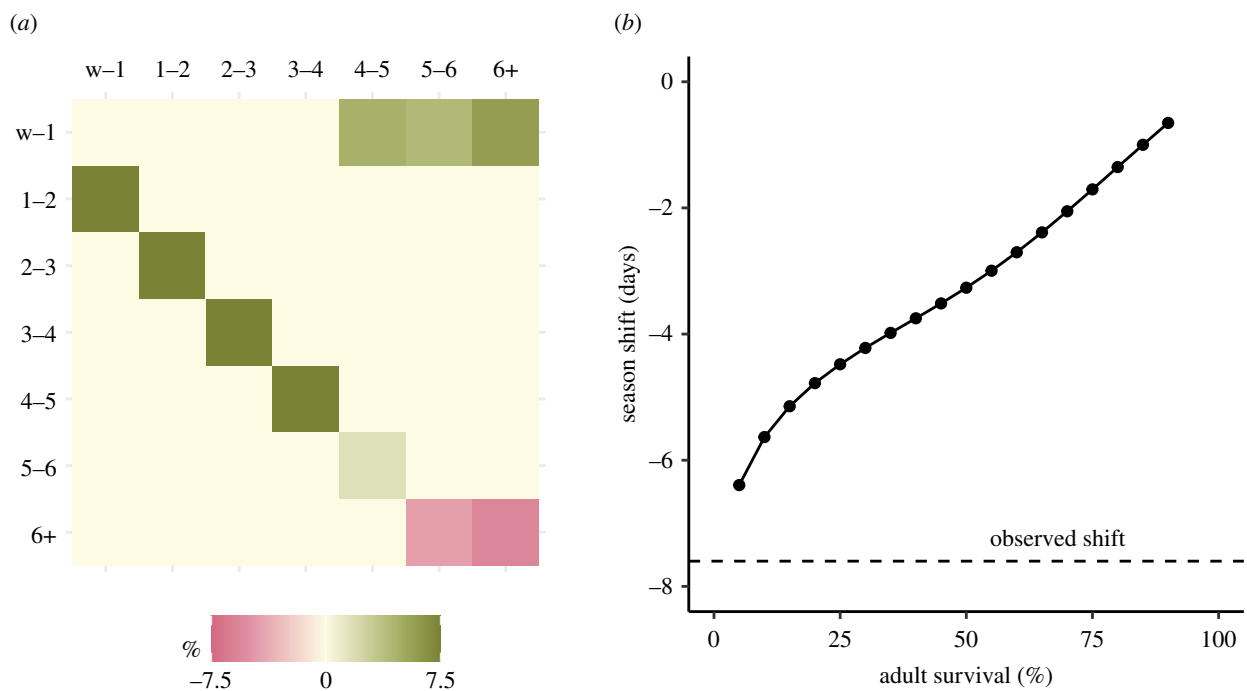 (a)
w–1 1–2 2–3 3–4 4–5 5–6 6+
w–1
1–2
2–3
3–4
4–5
5–6
6+
%
–7.5 0 7.5
(b)
0
–2
–4
–6
–8
season shift (days)
observed shift
0 25 50 75 100
adult survival (%)